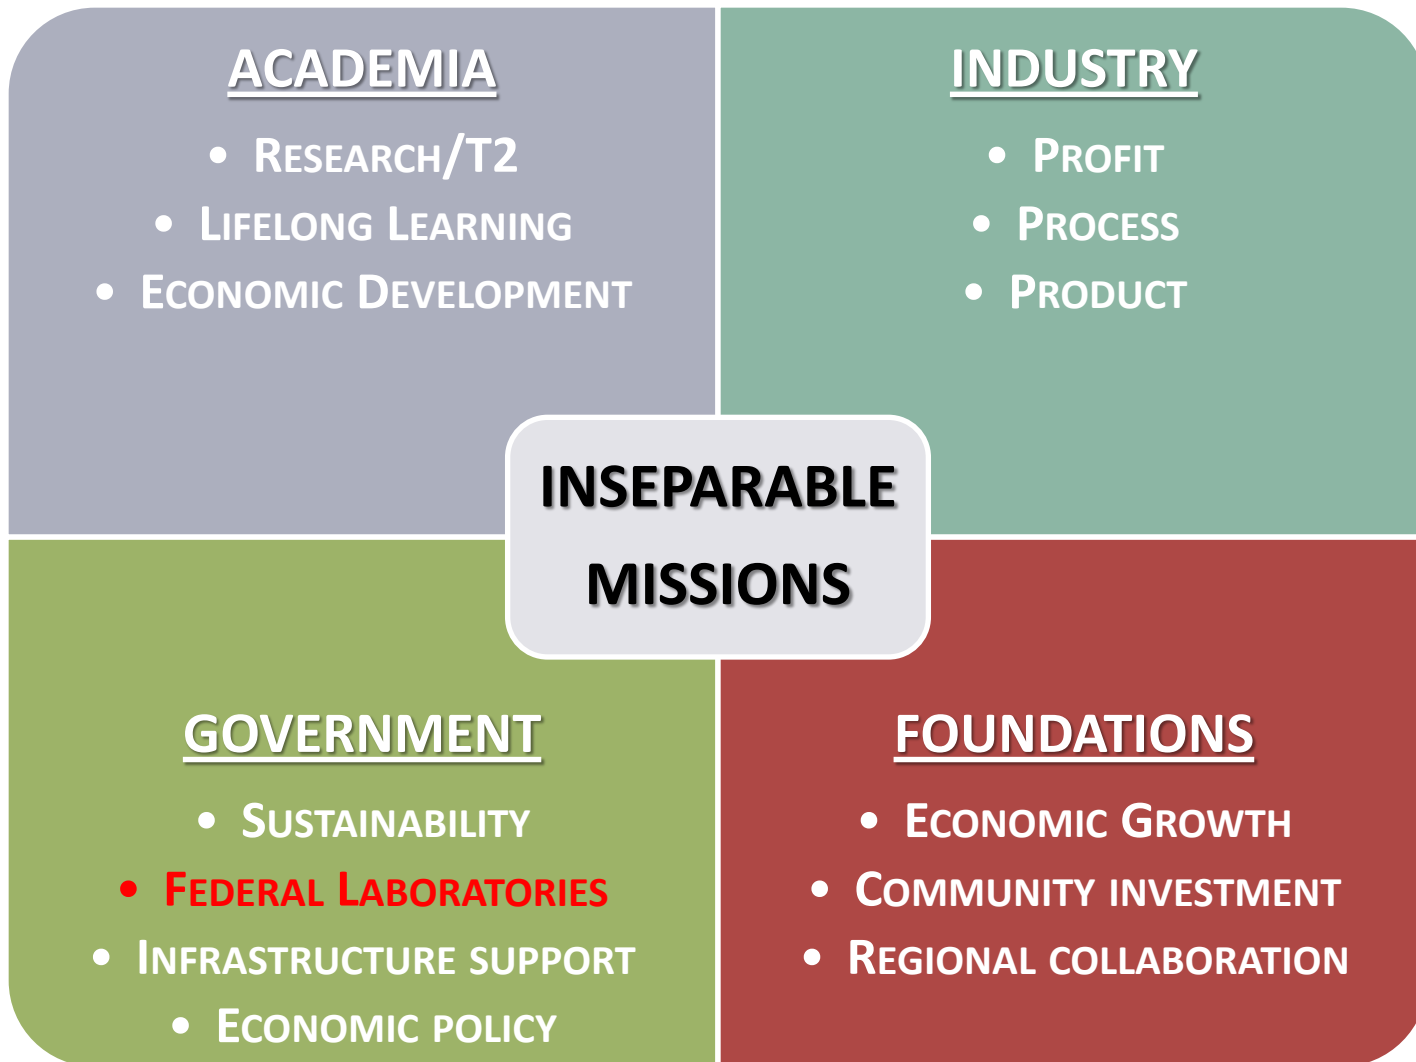 ACADEMIA
• RESEARCH/T2
• LIFELONG LEARNING
• ECONOMIC DEVELOPMENT
INDUSTRY
• PROFIT
• PROCESS
• PRODUCT
INSEPARABLE
MISSIONS
GOVERNMENT
• SUSTAINABILITY
• FEDERAL LABORATORIES
• INFRASTRUCTURE SUPPORT
• ECONOMIC POLICY
FOUNDATIONS
• ECONOMIC GROWTH
• COMMUNITY INVESTMENT
• REGIONAL COLLABORATION